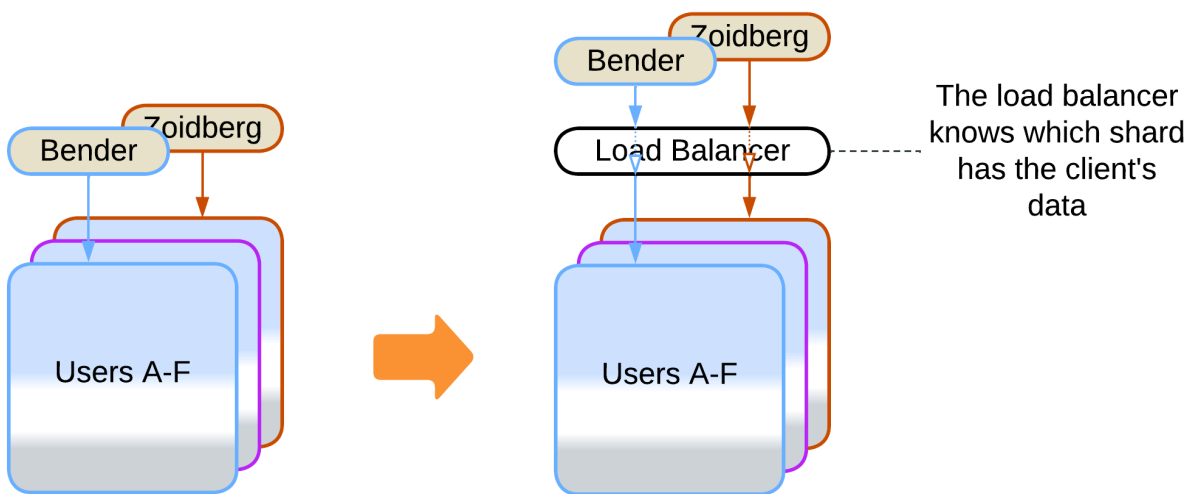 Zoidberg
Bender
Users A-F
Zoidberg
Bender
Load Balancer
The load balancer
knows which shard
has the client's
data
Users A-F